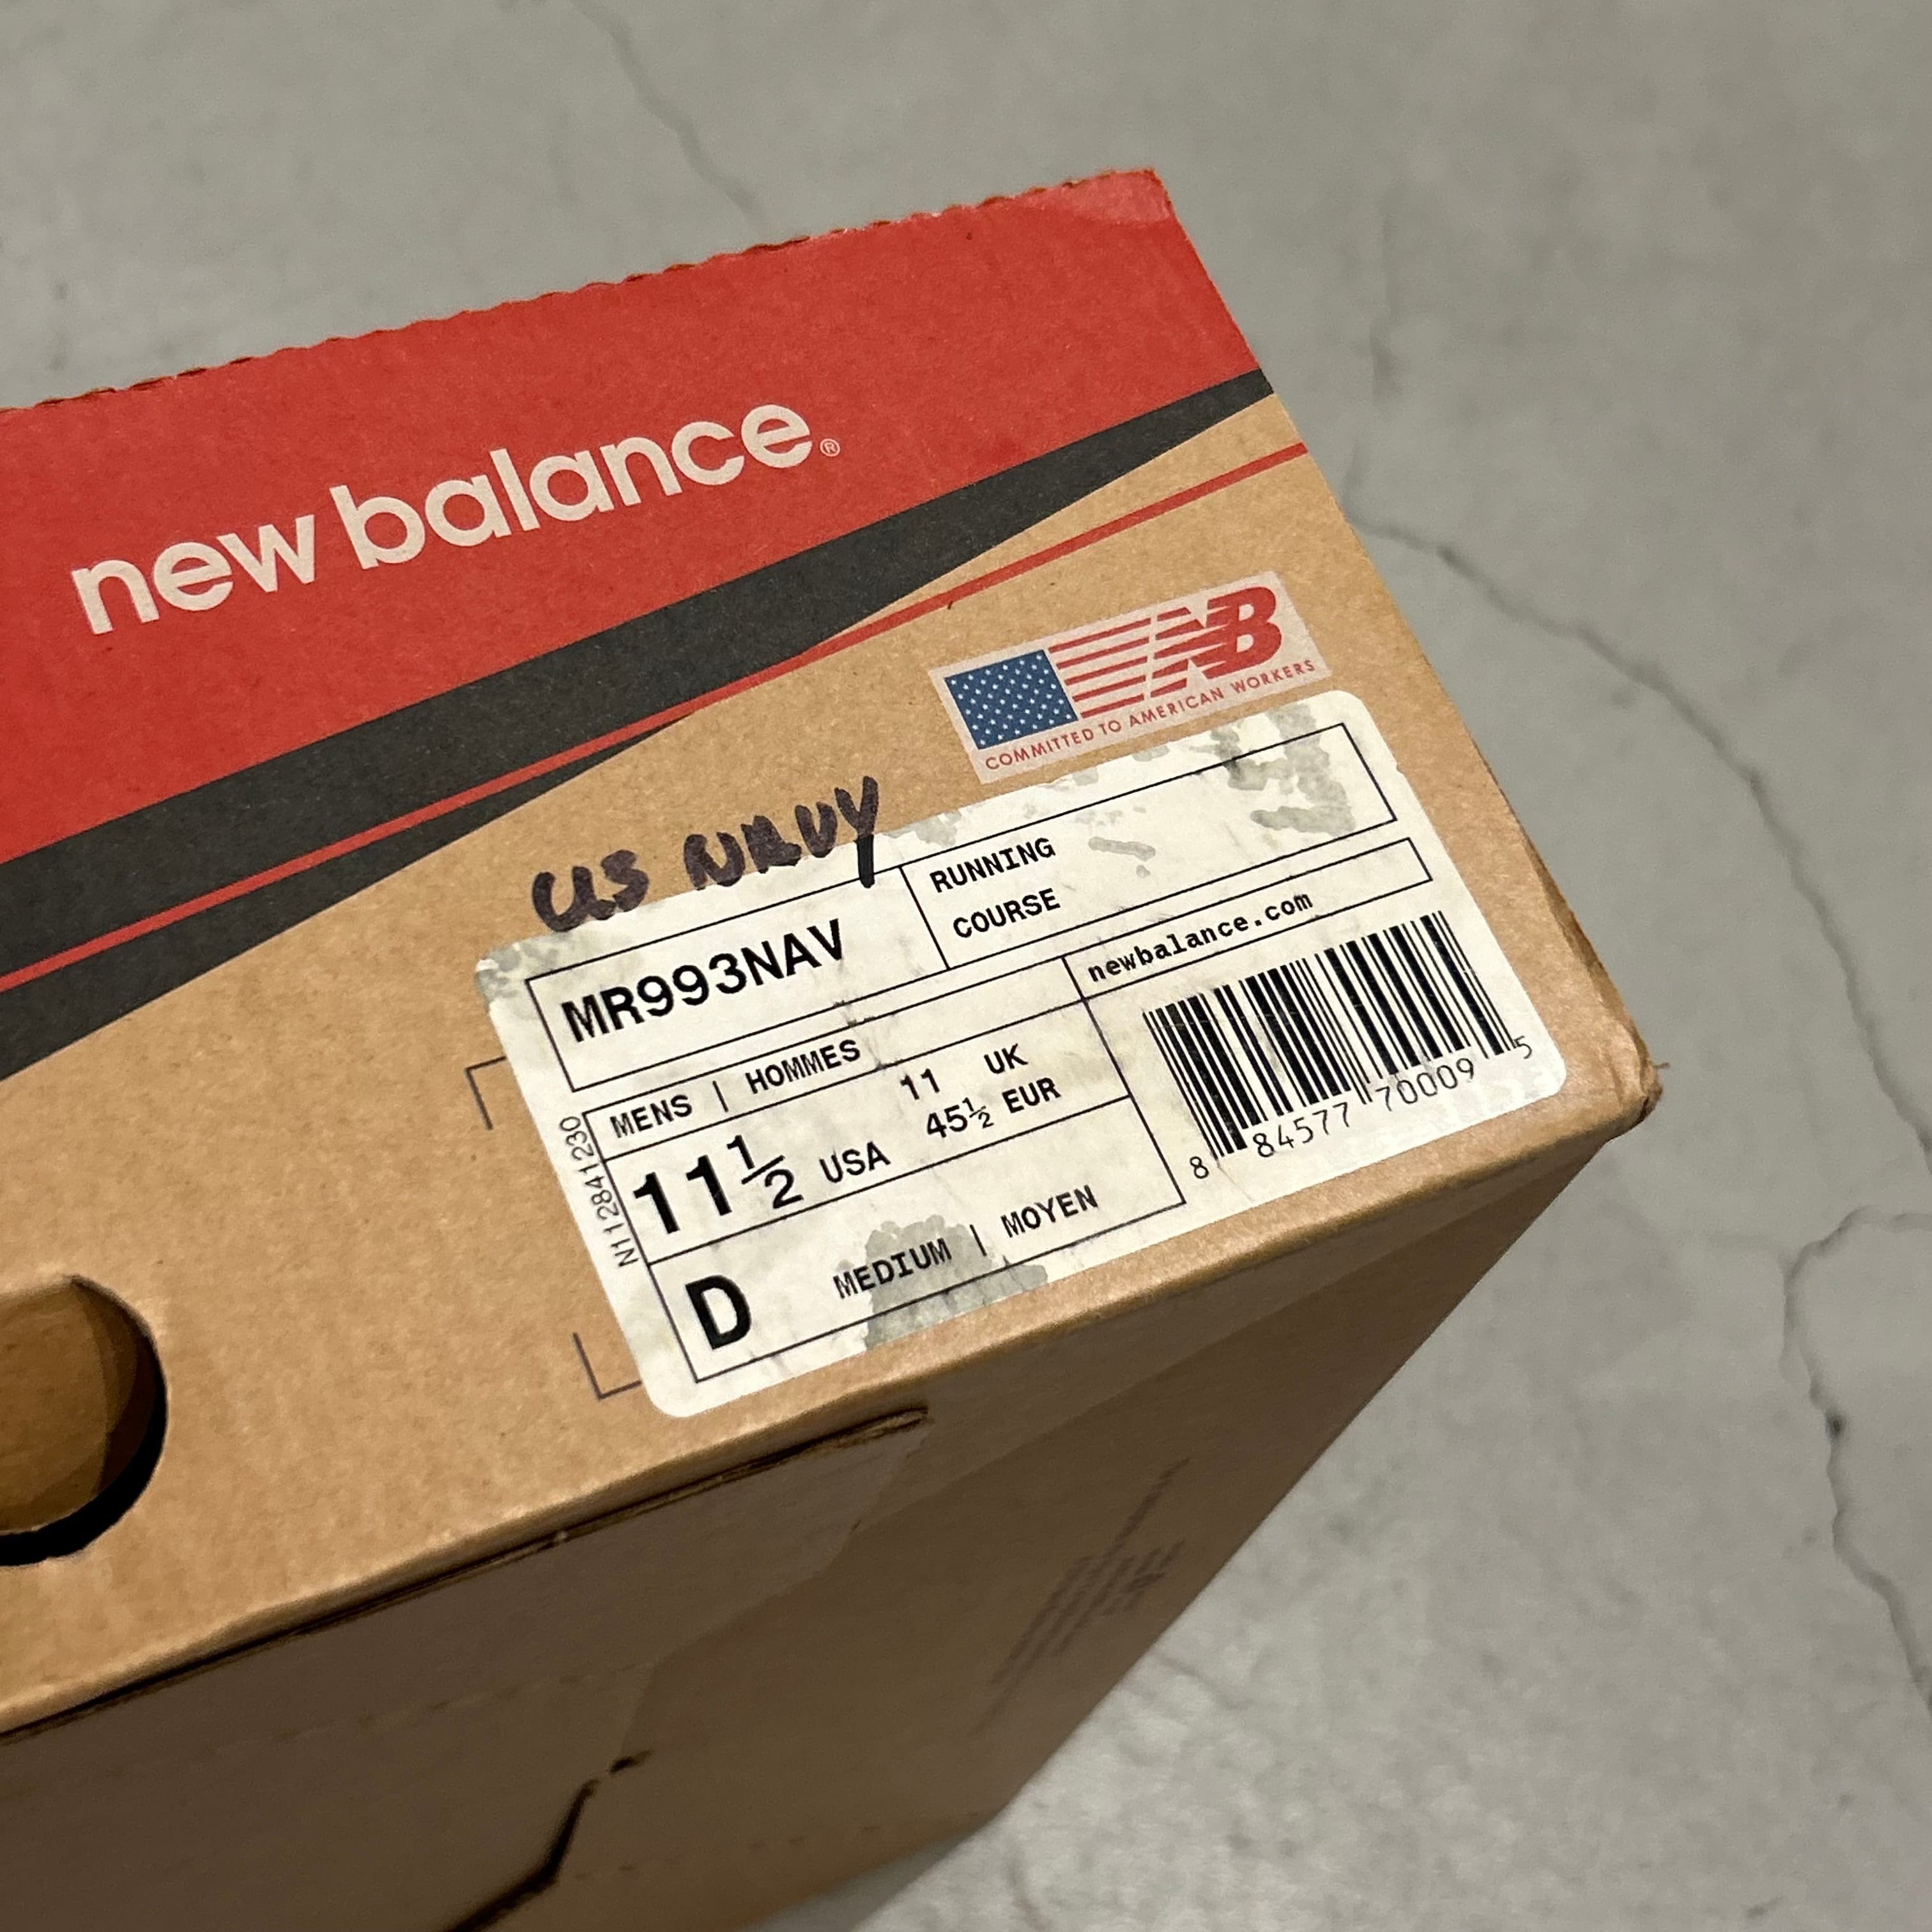 new balance®
NB
COMMITTED TO AMERICAN WORKERS
US NAVY
MR993NAV
RUNNING
COURSE
newbalance.com
MENS | HOMMES
11 UK
11½ USA
45½ EUR
D MEDIUM | MOYEN
N112841230
8 84577 70009 5